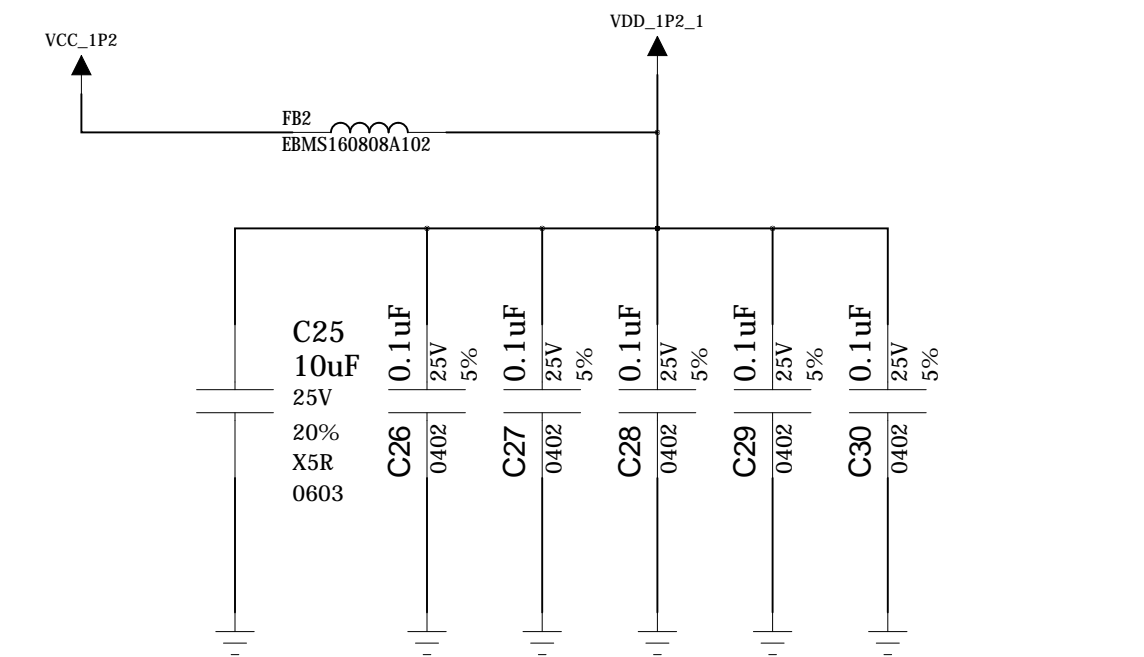 VDD_1P2_1
VCC_1P2
FB2
EBMS160808A102
C25
10uF
25V
20%
X5R
0603
0.1uF
25V
5%
C26
0402
0.1uF
25V
5%
C27
0402
0.1uF
25V
5%
C28
0402
0.1uF
25V
5%
C29
0402
0.1uF
25V
5%
C30
0402